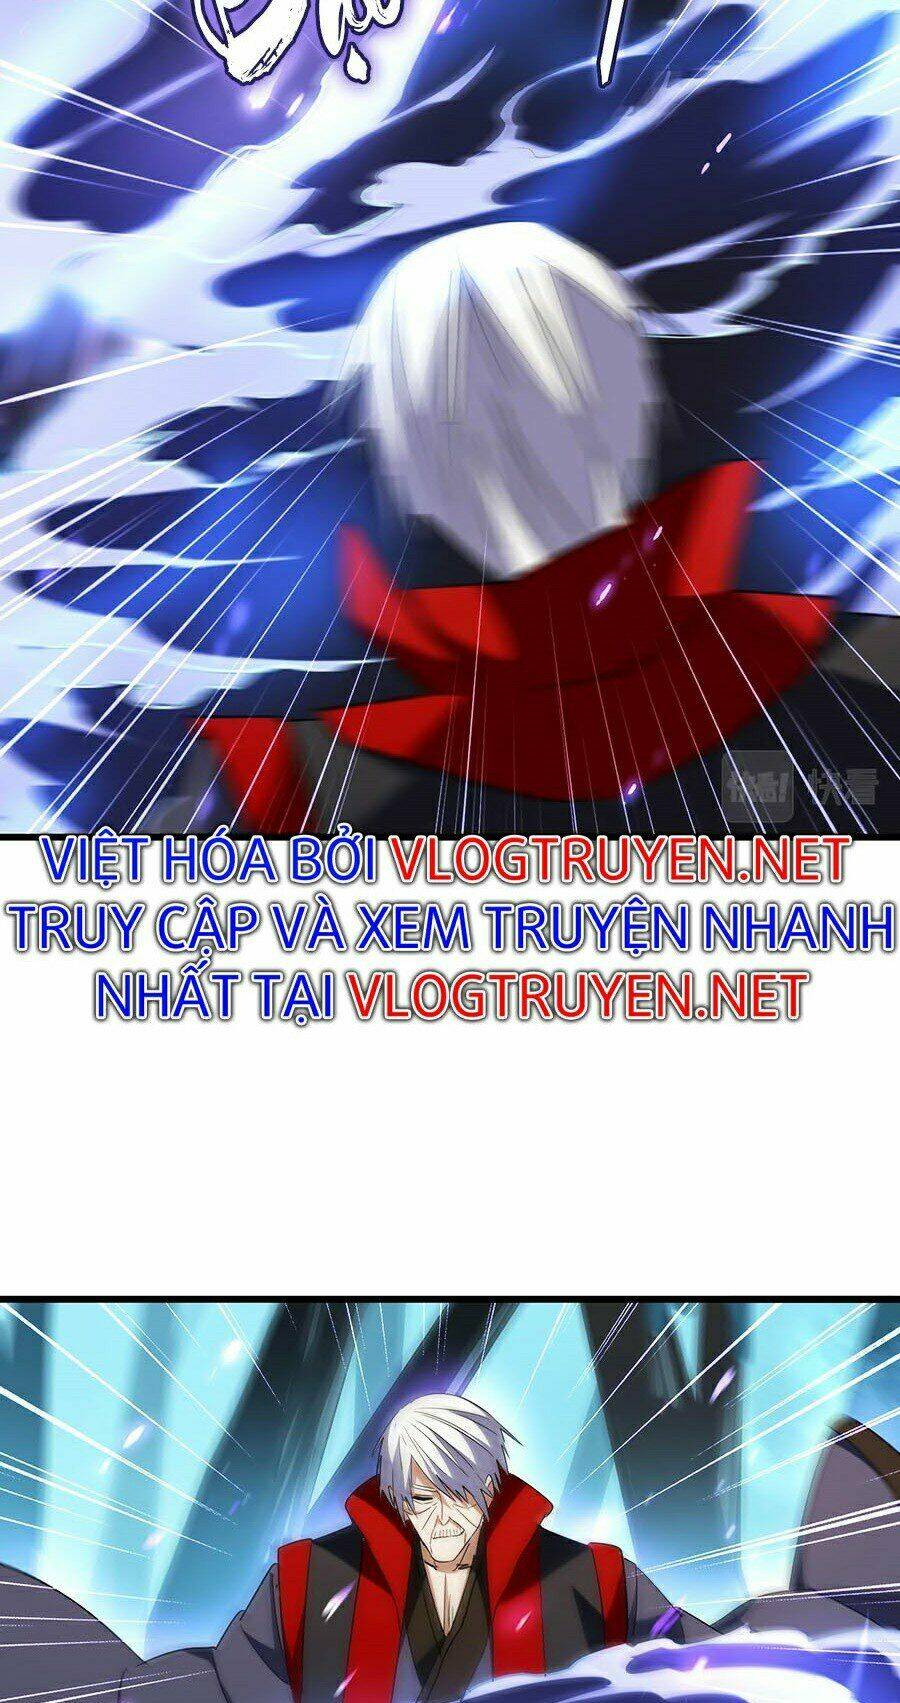 快看! 快看
VIỆT HÓA BỞI VLOGTRUYEN.NET
TRUY CẬP VÀ XEM TRUYỆN NHANH
NHẤT TẠI VLOGTRUYEN.NET